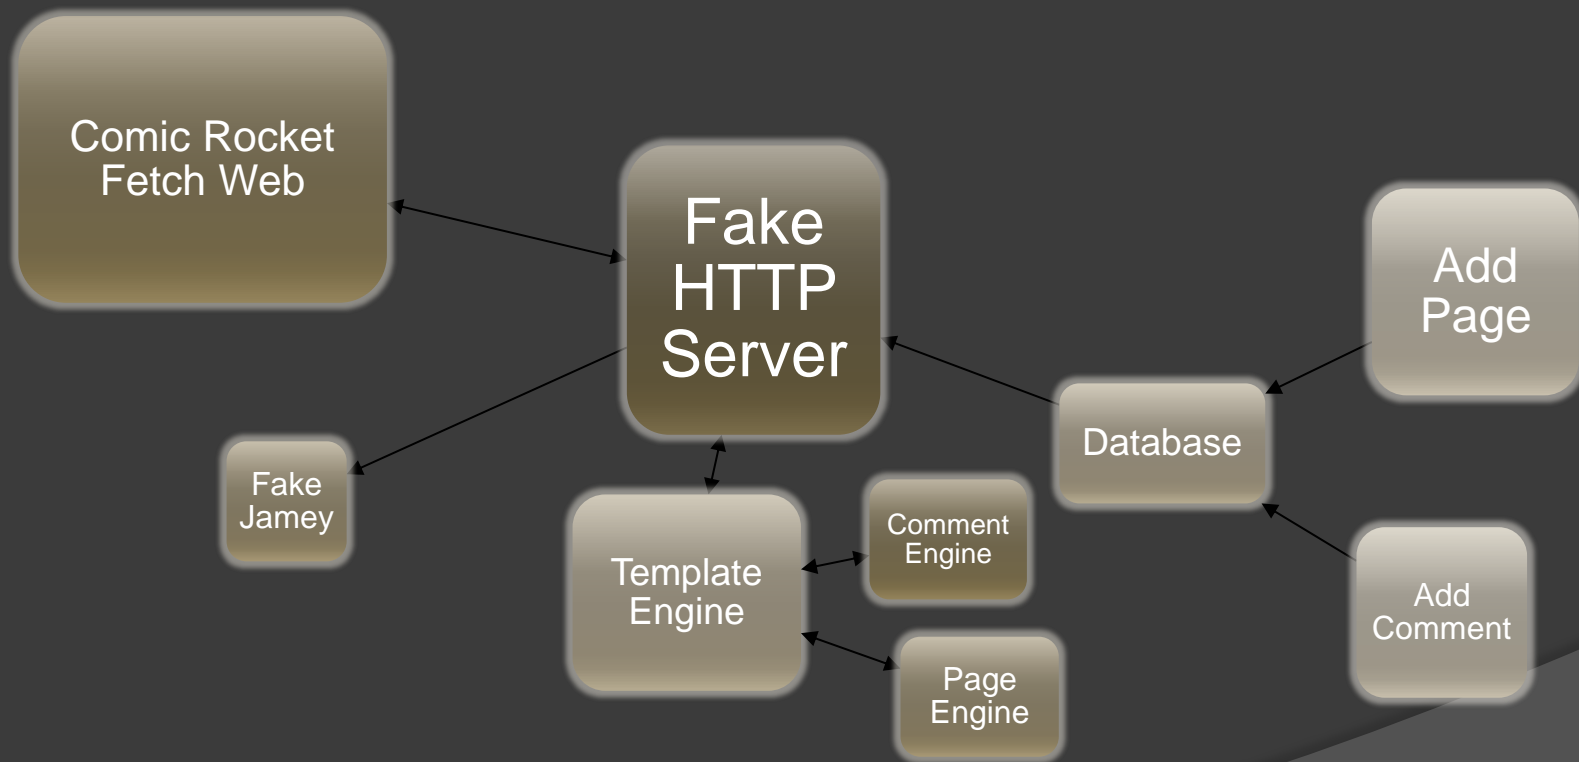 Comic Rocket
Fetch Web
Fake
HTTP
Server
Add
Page
Database
Fake
Jamey
Template
Engine
Comment
Engine
Page
Engine
Add
Comment